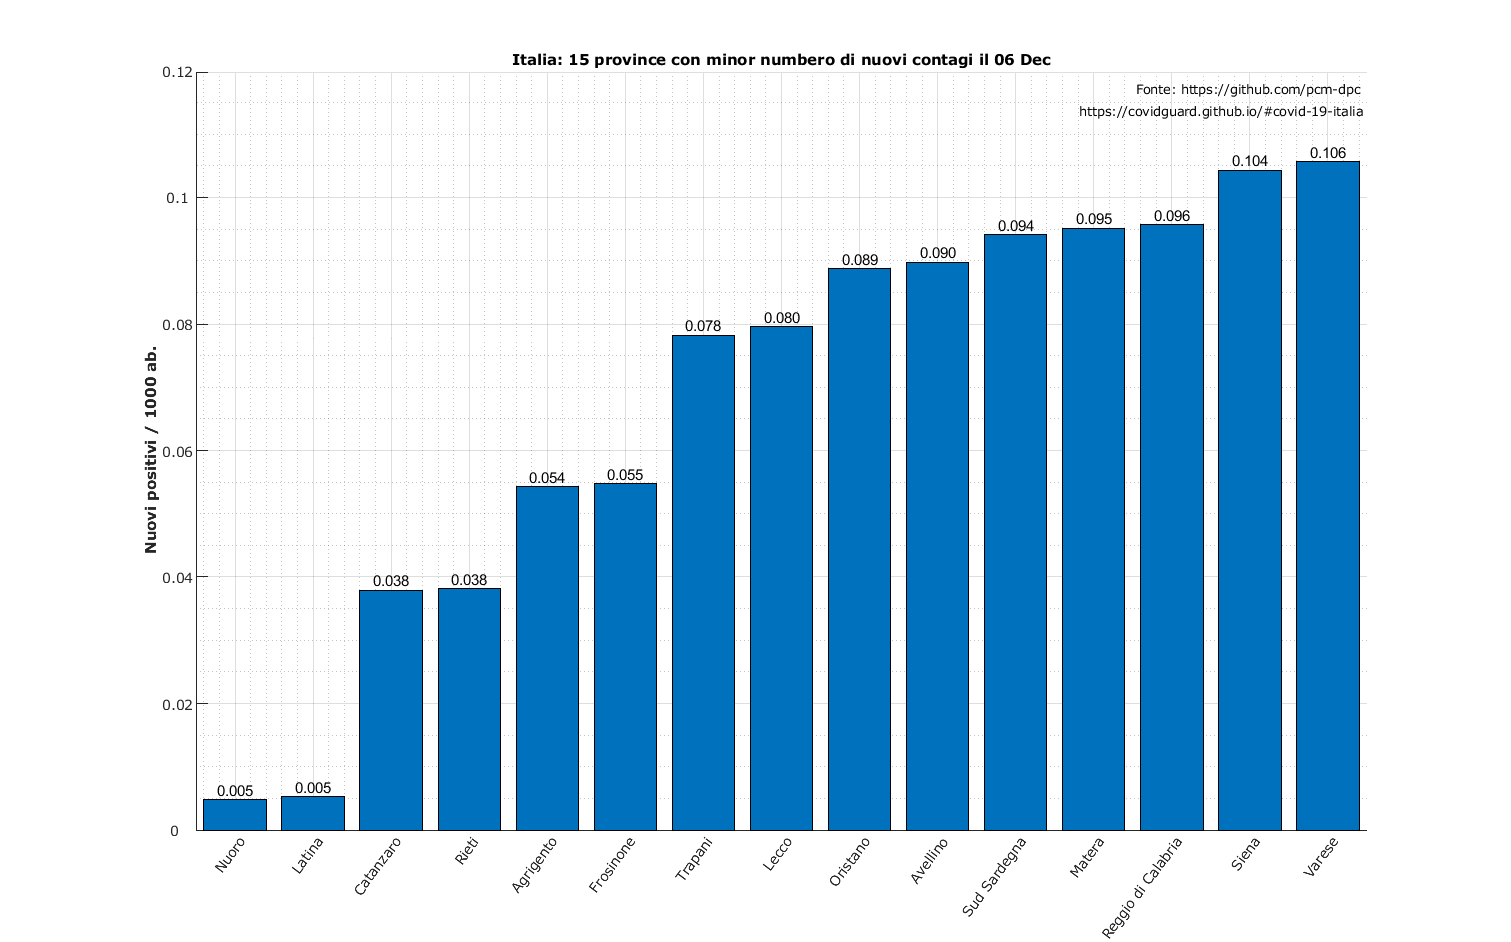 Italia: 15 province con minor numbero di nuovi contagi il 06 Dec
Fonte: https://github.com/pcm-dpc
https://covidguard.github.io/#covid-19-italia
Nuovi positivi / 1000 ab.
0.12
0.1
0.08
0.06
0.04
0.02
0
0.005
0.005
0.038
0.038
0.054
0.055
0.078
0.080
0.089
0.090
0.094
0.095
0.096
0.104
0.106
Nuoro
Latina
Catanzaro
Rieti
Agrigento
Frosinone
Trapani
Lecco
Oristano
Avellino
Sud Sardegna
Matera
Reggio di Calabria
Siena
Varese